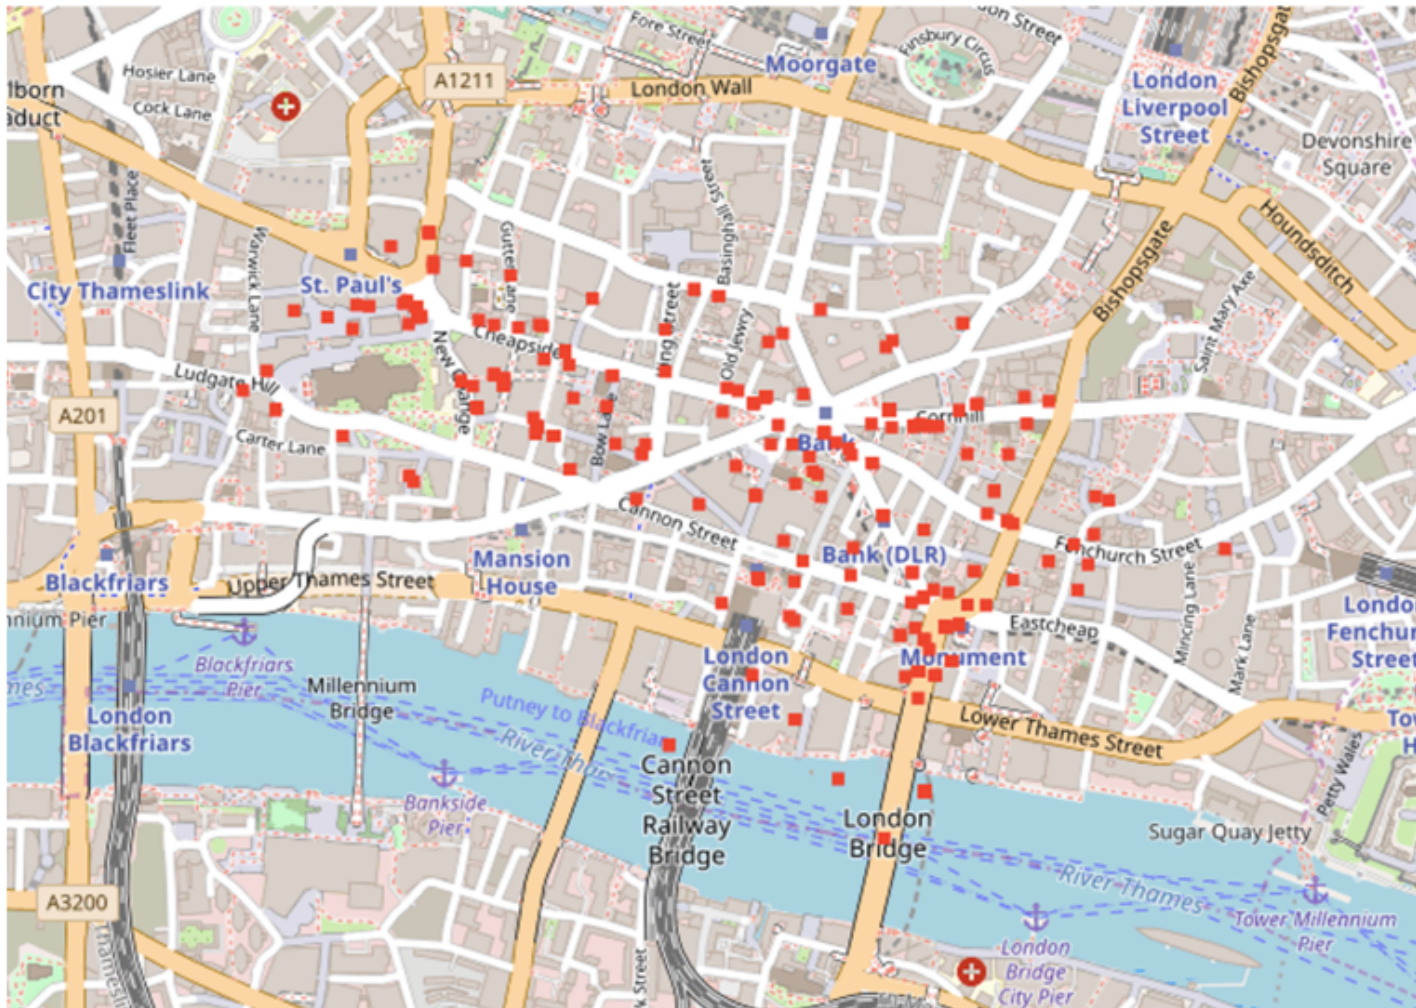 Fore Street
Moorgate
Finsbury Circus
London
Liverpool
Street
Bishopsgate
Hosier Lane
Cock Lane
A1211
London Wall
Devonshire
Square
Fleet Place
Basinghall Street
Houndsditch
Warwick Lane
City Thameslink
St. Paul's
King Street
Old Jewry
Bishopsgate
Saint Mary Axe
Cheapside
New Change
Ludgate Hill
A201
Carter Lane
Bow Lane
Bank
Cornhill
Cannon Street
Mansion
House
Bank (DLR)
Fenchurch Street
Blackfriars
Upper Thames Street
Mincing Lane
Mark Lane
Eastcheap
Monument
Blackfriars
Pier
Millennium
Bridge
London
Blackfriars
London
Cannon
Street
Putney to Blackfriars
River Thames
Lower Thames Street
Petty Wales
Bankside
Pier
Cannon
Street
Railway
Bridge
London
Bridge
Sugar Quay Jetty
River Thames
A3200
Tower Millennium
Pier
London
Bridge
City Pier